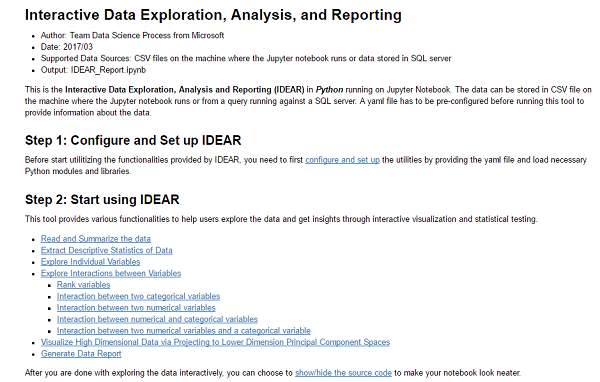 Interactive Data Exploration, Analysis, and Reporting
Author: Team Data Science Process from Microsoft
Date: 2017/03
Supported Data Sources: CSV files on the machine where the Jupyter notebook runs or data stored in SQL server
Output: IDEAR_Report.ipynb
This is the Interactive Data Exploration, Analysis and Reporting (IDEAR) in Python running on Jupyter Notebook. The data can be stored in CSV file on
the machine where the Jupyter notebook runs or from a query running against a SQL server. A yaml file has to be pre-configured before running this tool to
provide information about the data.
Step 1: Configure and Set up IDEAR
Before start utilitizing the functionalities provided by IDEAR, you need to first configure and set up the utilities by providing the yaml file and load necessary
Python modules and libraries.
Step 2: Start using IDEAR
This tool provides various functionalities to help users explore the data and get insights through interactive visualization and statistical testing.
Read and Summarize the data
Extract Descriptive Statistics of Data
Explore Individual Variables
Explore Interactions between Variables
Rank variables
Interaction between two categorical variables
Interaction between two numerical variables
Interaction between numerical and categorical variables
Interaction between two numerical variables and a categorical variable
Visualize High Dimensional Data via Projecting to Lower Dimension Principal Component Spaces
Generate Data Report
After you are done with exploring the data interactively, you can choose to show/hide the source code to make your notebook look neater.